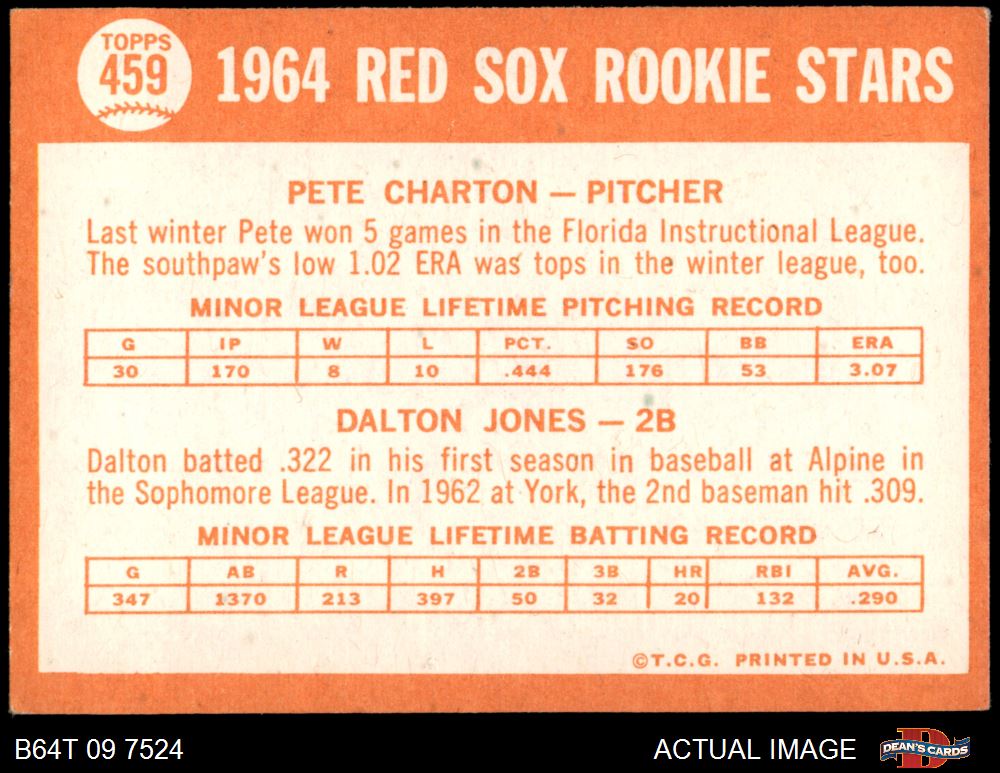 TOPPS
459
1964 RED SOX ROOKIE STARS
PETE CHARTON — PITCHER
Last winter Pete won 5 games in the Florida Instructional League.
The southpaw's low 1.02 ERA was tops in the winter league, too.
MINOR LEAGUE LIFETIME PITCHING RECORD
G IP W L PCT. SO BB ERA
30 170 8 10 .444 176 53 3.07
DALTON JONES — 2B
Dalton batted .322 in his first season in baseball at Alpine in
the Sophomore League. In 1962 at York, the 2nd baseman hit .309.
MINOR LEAGUE LIFETIME BATTING RECORD
G AB R H 2B 3B HR RBI AVG.
347 1370 213 397 50 32 20 132 .290
©T.C.G. PRINTED IN U.S.A.
B64T 09 7524
ACTUAL IMAGE
DEAN'S CARDS